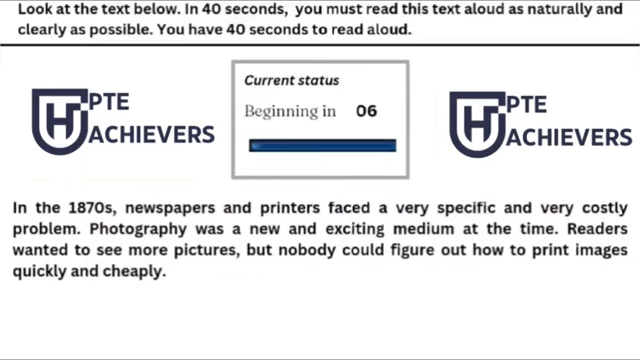 Look at the text below. In 40 seconds, you must read this text aloud as naturally and
clearly as possible. You have 40 seconds to read aloud.
Current status
Beginning in 06
H PTE
ACHIEVERS
H PTE
ACHIEVERS
In the 1870s, newspapers and printers faced a very specific and very costly
problem. Photography was a new and exciting medium at the time. Readers
wanted to see more pictures, but nobody could figure out how to print images
quickly and cheaply.